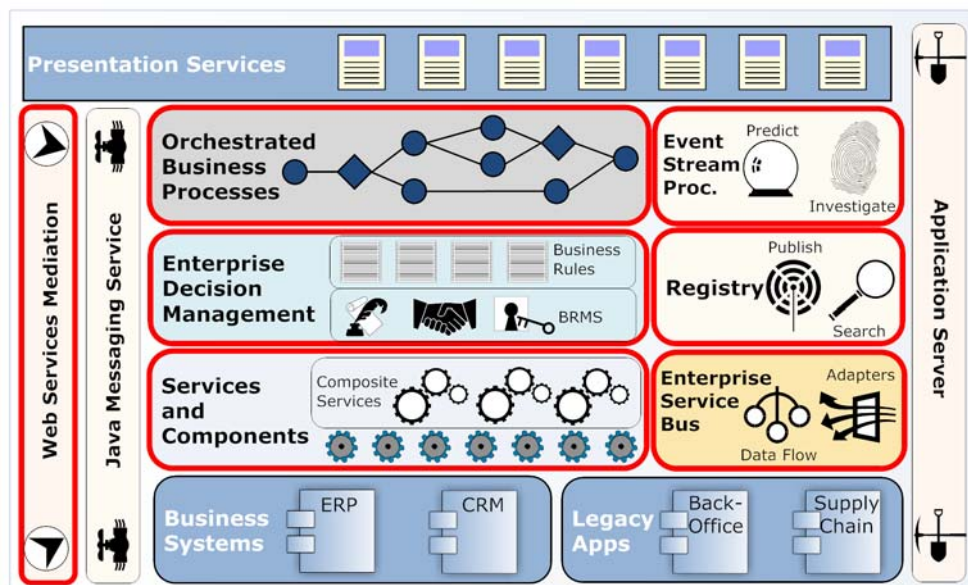 Presentation Services
Web Services Mediation
Java Messaging Service
Orchestrated
Business
Processes
Event
Stream
Proc.
Predict
Investigate
Enterprise
Decision
Management
Business
Rules
BRMS
Registry
Publish
Search
Services
and
Components
Composite
Services
Enterprise
Service
Bus
Adapters
Data Flow
Business
Systems
ERP
CRM
Legacy
Apps
Back-
Office
Supply
Chain
Application Server